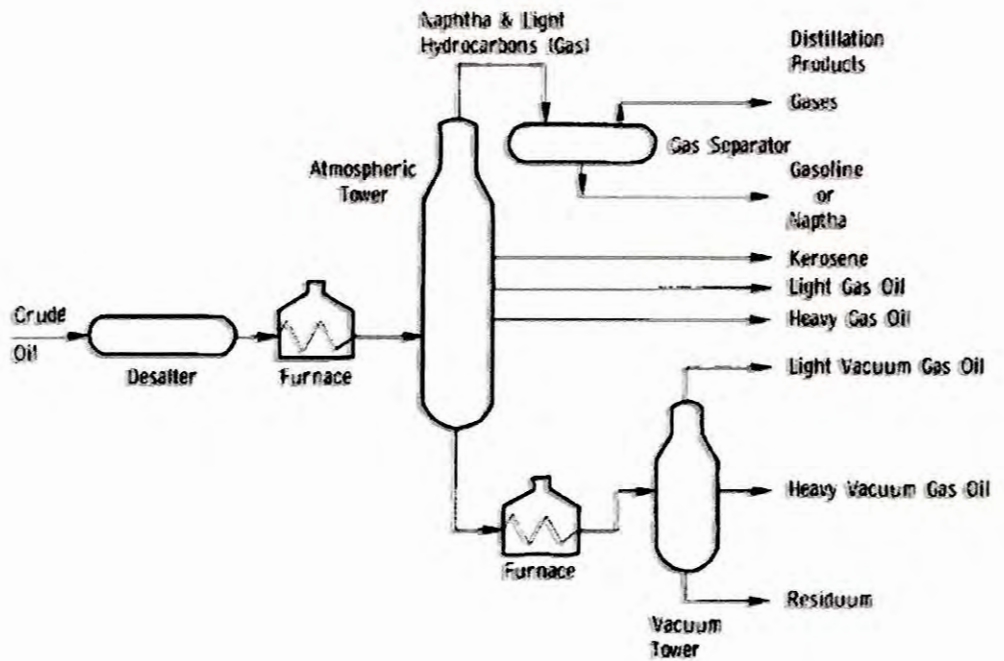 Naphtha & Light
Hydrocarbons (Gas)
Distillation
Products
Gases
Gas Separator
Atmospheric
Tower
Gasoline
or
Naptha
Kerosene
Light Gas Oil
Heavy Gas Oil
Crude
Oil
Desalter
Furnace
Light Vacuum Gas Oil
Heavy Vacuum Gas Oil
Furnace
Residuum
Vacuum
Tower